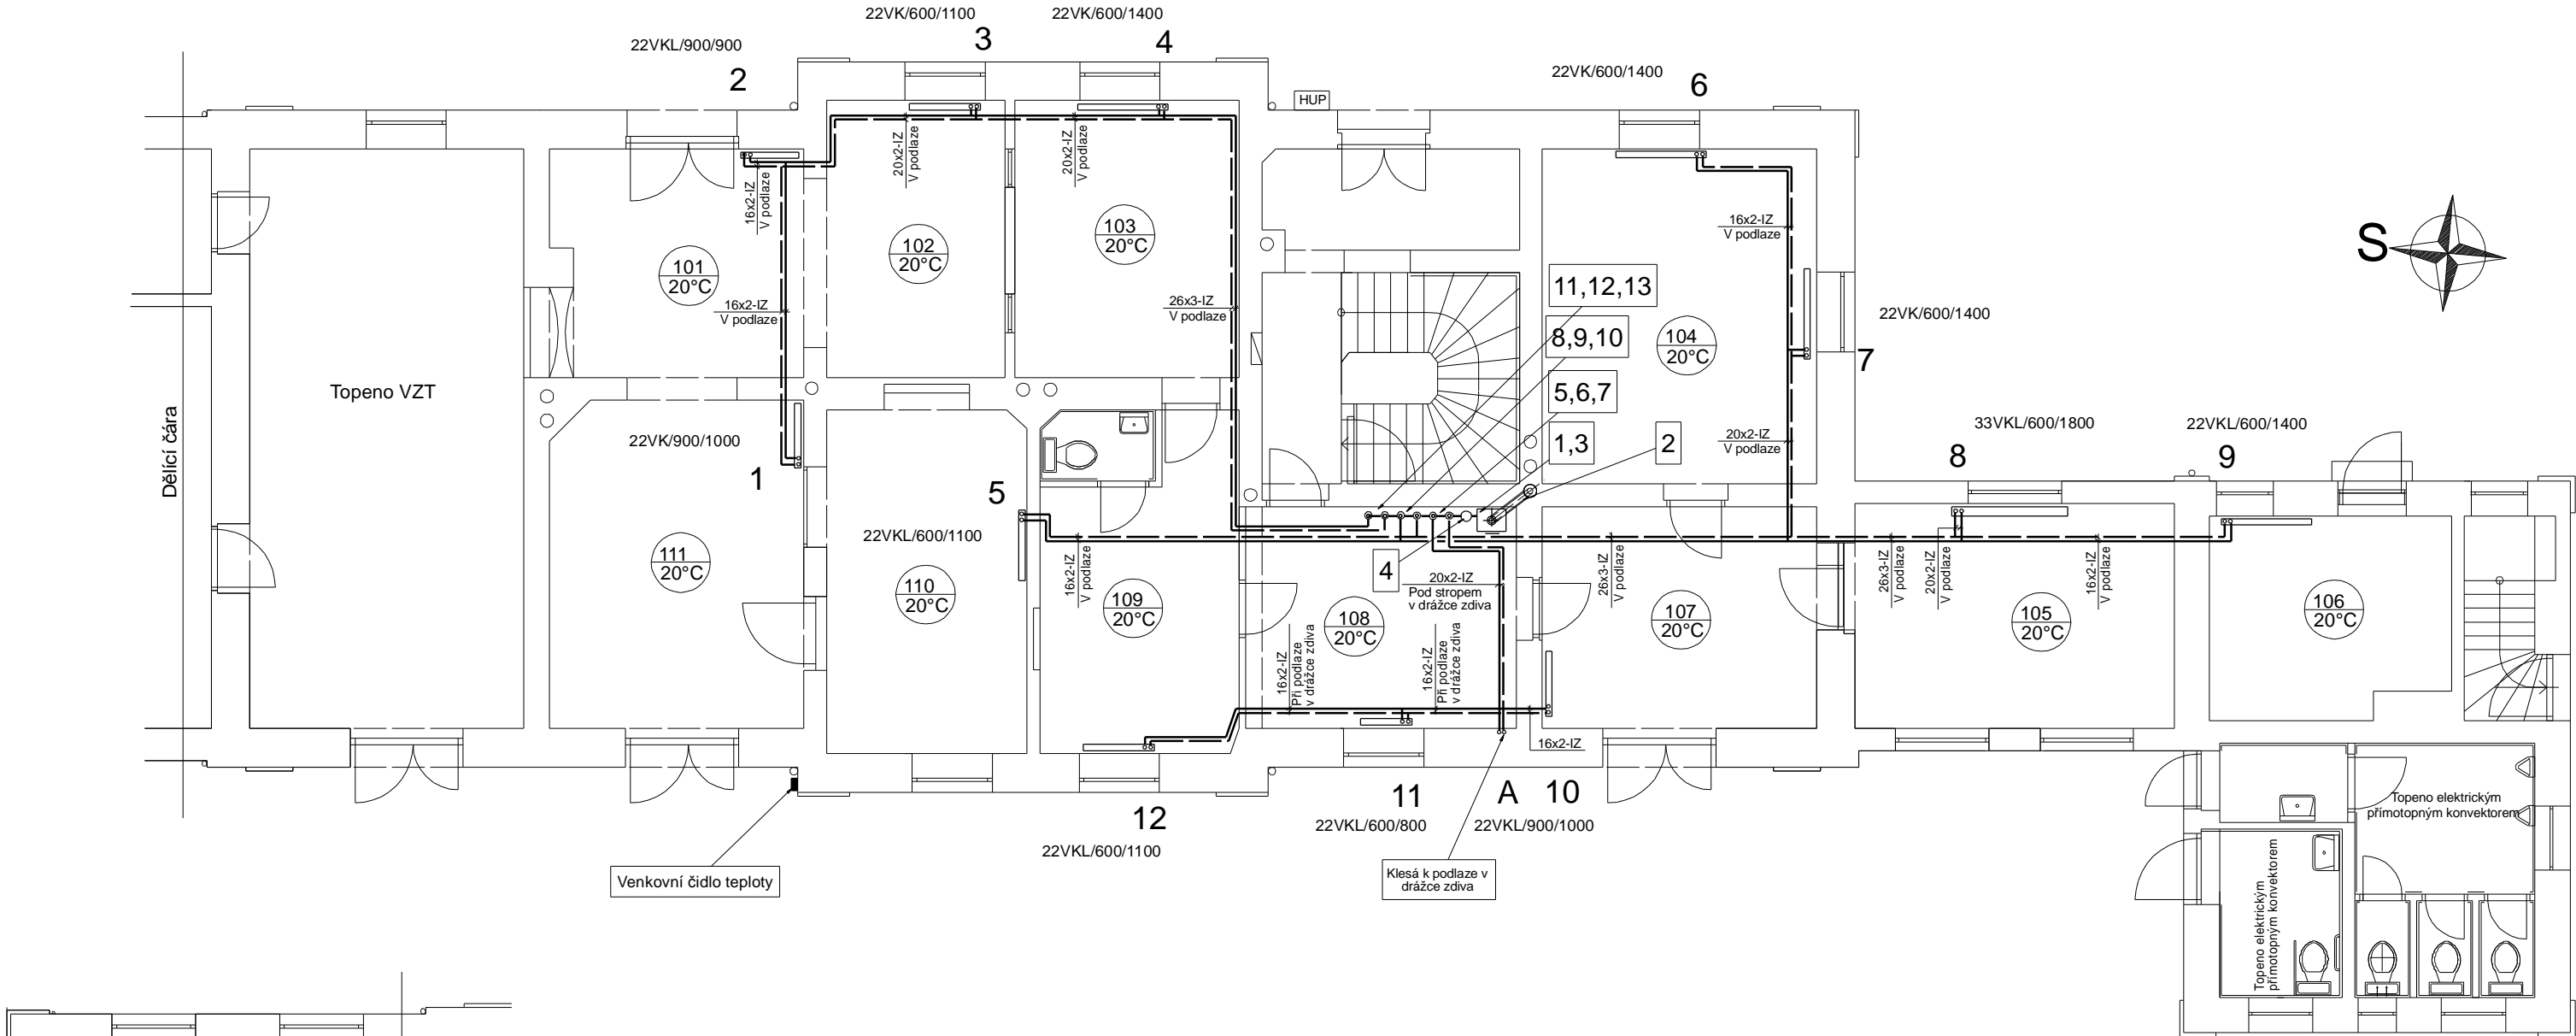 22VK/600/1100
22VK/600/1400
22VKL/900/900
3
4
2
22VK/600/1400
6
HUP
20x2-IZ
V podlaze
20x2-IZ
V podlaze
16x2-IZ
V podlaze
16x2-IZ
V podlaze
S
101
20°C
102
20°C
103
20°C
16x2-IZ
V podlaze
26x3-IZ
V podlaze
11,12,13
8,9,10
5,6,7
1,3
2
104
20°C
22VK/600/1400
7
Topeno VZT
Dělící čára
22VK/900/1000
1
5
20x2-IZ
V podlaze
33VKL/600/1800
22VKL/600/1400
8
9
22VKL/600/1100
111
20°C
110
20°C
109
20°C
16x2-IZ
V podlaze
4
20x2-IZ
Pod stropem
v drážce zdiva
108
20°C
16x2-IZ
Při podlaze
v drážce zdiva
16x2-IZ
Při podlaze
v drážce zdiva
26x3-IZ
V podlaze
107
20°C
26x3-IZ
V podlaze
20x2-IZ
V podlaze
16x2-IZ
V podlaze
105
20°C
106
20°C
16x2-IZ
12
11
A
10
22VKL/600/1100
22VKL/600/800
22VKL/900/1000
Venkovní čidlo teploty
Klesá k podlaze v
drážce zdiva
Topeno elektrickým
přímotopným konvektorem
Topeno elektrickým
přímotopným konvektorem